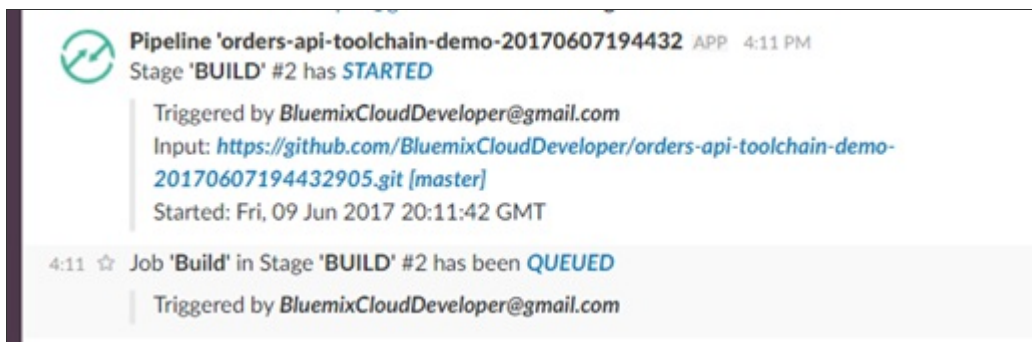 Pipeline 'orders-api-toolchain-demo-20170607194432 APP 4:11 PM
Stage 'BUILD' #2 has STARTED
Triggered by BluemixCloudDeveloper@gmail.com
Input: https://github.com/BluemixCloudDeveloper/orders-api-toolchain-demo-
20170607194432905.git [master]
Started: Fri, 09 Jun 2017 20:11:42 GMT
4:11 ☆ Job 'Build' in Stage 'BUILD' #2 has been QUEUED
Triggered by BluemixCloudDeveloper@gmail.com